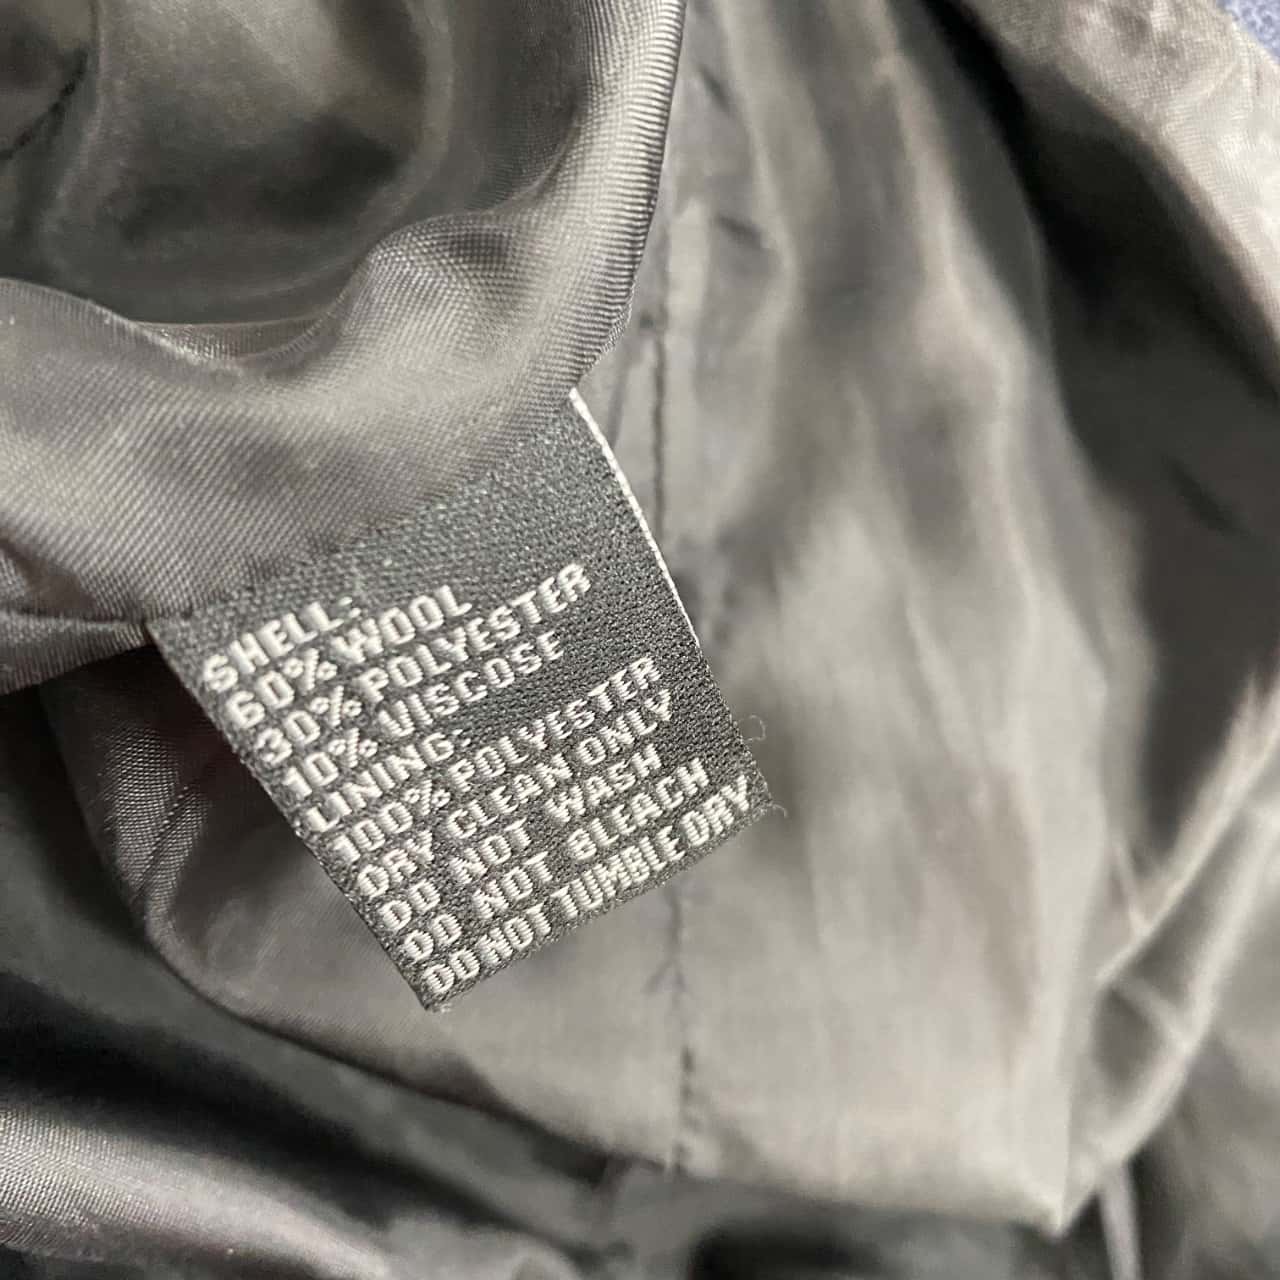 SHELL:
60% WOOL
30% POLYESTER
10% VISCOSE
LINING:
100% POLYESTER
DRY CLEAN ONLY
DO NOT WASH
DO NOT BLEACH
DO NOT TUMBLE DRY